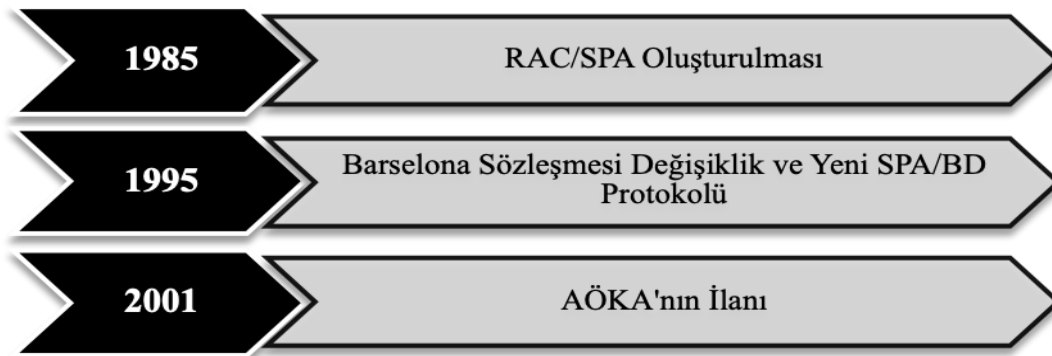 1985
RAC/SPA Oluşturulması
1995
Barselona Sözleşmesi Değişiklik ve Yeni SPA/BD
Protokolü
2001
AÖKA'nın İlanı